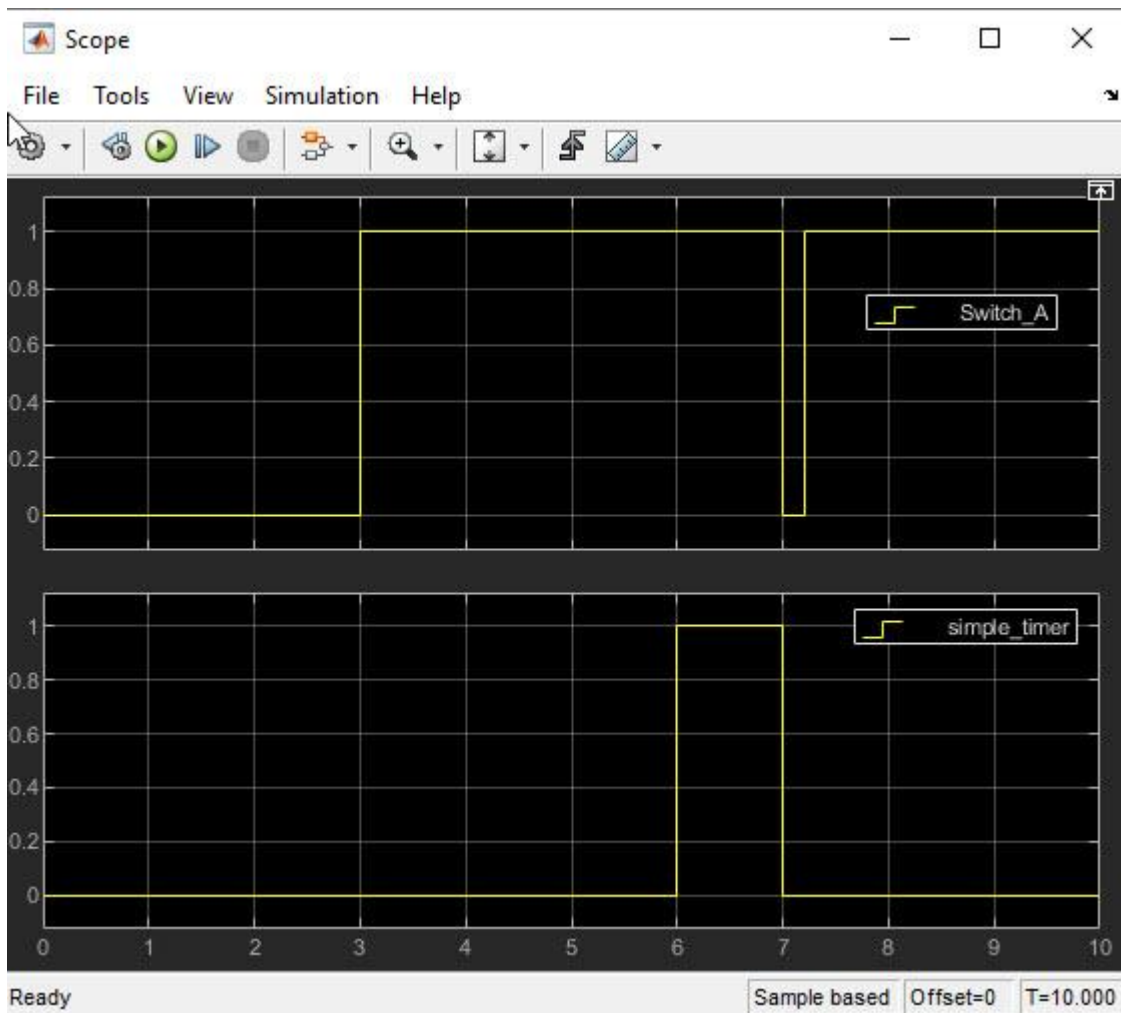 Scope
File Tools View Simulation Help
1
0.8
0.6
0.4
0.2
0
Switch_A
1
0.8
0.6
0.4
0.2
0
simple_timer
0 1 2 3 4 5 6 7 8 9 10
Ready Sample based Offset=0 T=10.000